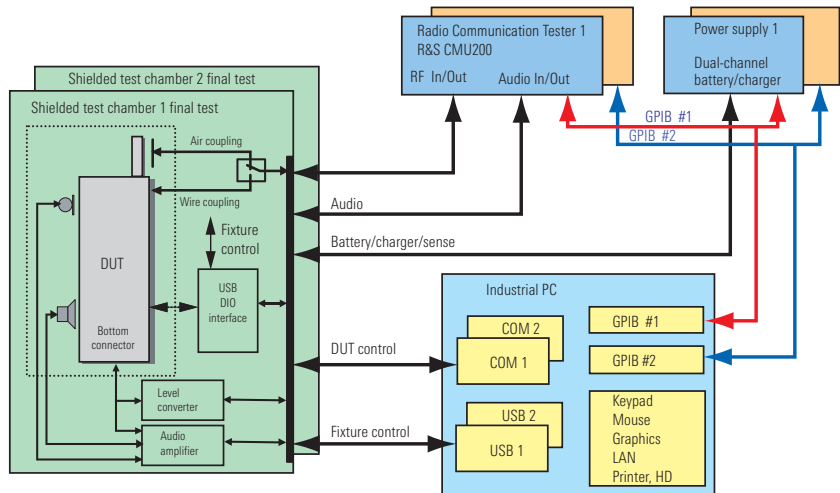 Shielded test chamber 2 final test
Shielded test chamber 1 final test
Air coupling
Wire coupling
DUT
Bottom
connector
Fixture
control
USB
DIO
interface
Level
converter
Audio
amplifier
Radio Communication Tester 1
R&S CMU200
RF In/Out
Audio In/Out
Power supply 1
Dual-channel
battery/charger
GPIB #1
GPIB #2
Audio
Battery/charger/sense
DUT control
Fixture control
Industrial PC
COM 2
COM 1
USB 2
USB 1
GPIB #1
GPIB #2
Keypad
Mouse
Graphics
LAN
Printer, HD